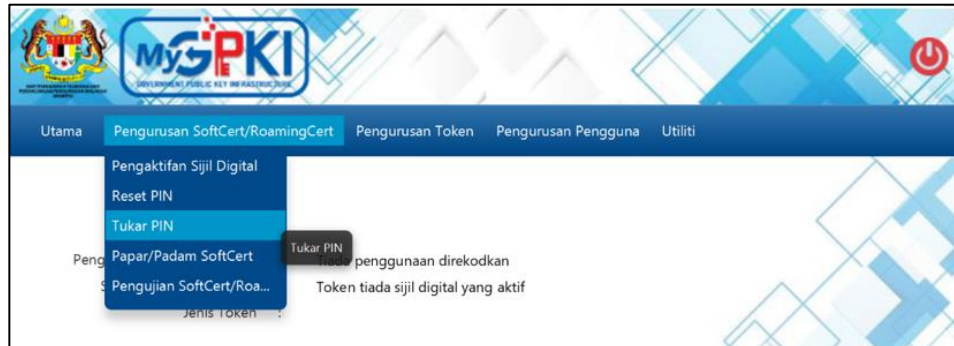 MyGPKI
GOVERNMENT PUBLIC KEY INFRASTRUCTURE
Utama Pengurusan SoftCert/RoamingCert Pengurusan Token Pengurusan Pengguna Utiliti
Pengaktifan Sijil Digital
Reset PIN
Tukar PIN
Tukar PIN
Peng Papar/Padam SoftCert Tiada penggunaan direkodkan
S Pengujian SoftCert/Roa... Token tiada sijil digital yang aktif
Jenis Token :